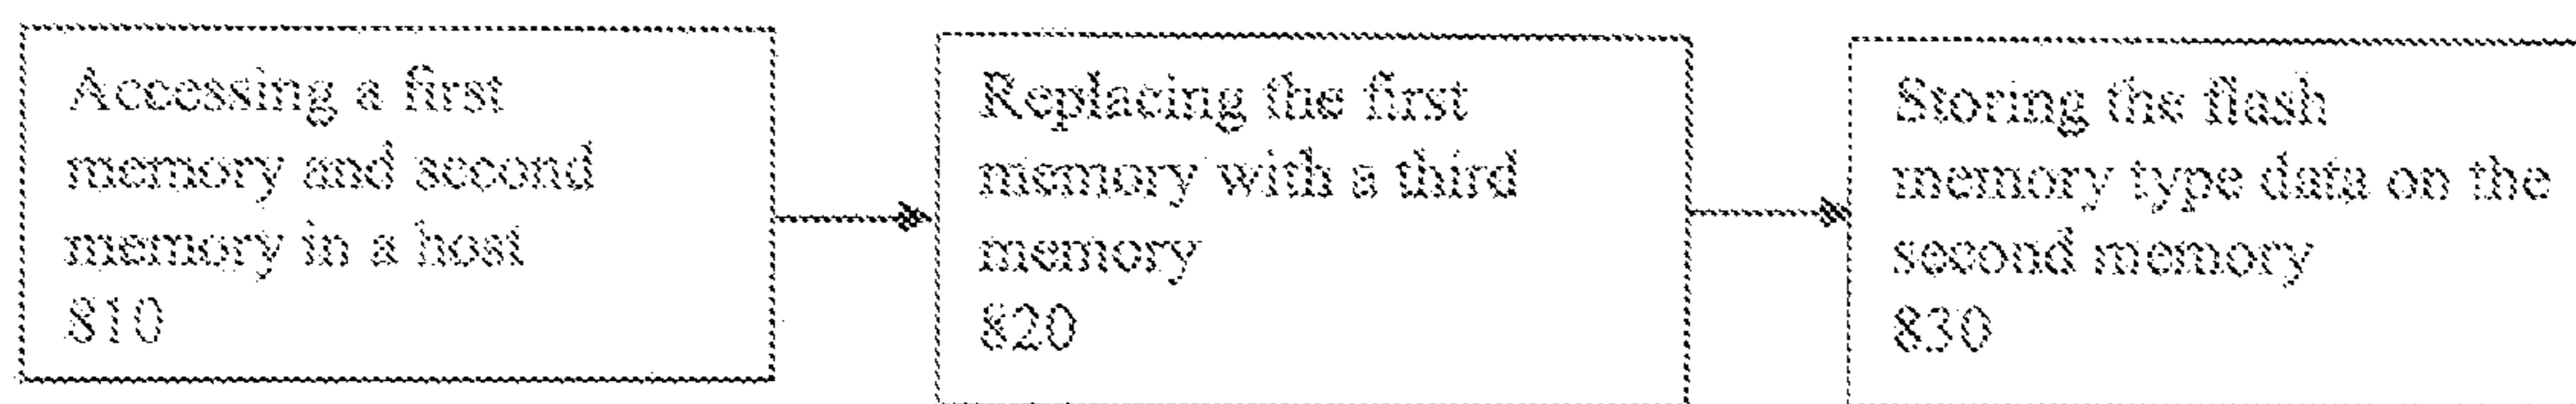 Accessing a first
memory and second
memory in a host
810
Replacing the first
memory with a third
memory
820
Storing the flash
memory type data on the
second memory
830